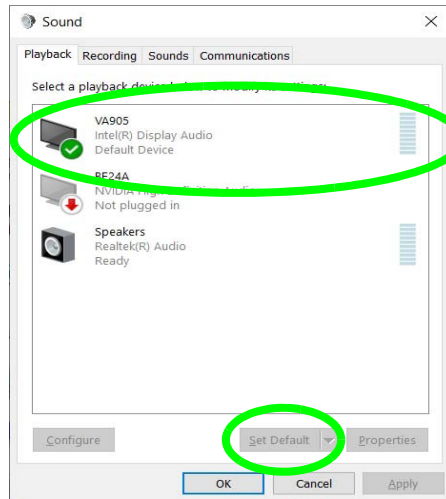 Sound
Playback Recording Sounds Communications
Select a playback
VA905
Intel(R) Display Audio
Default Device
NVIDIA
Not plugged in
Speakers
Realtek(R) Audio
Ready
Configure Set Default Properties
OK Cancel Apply